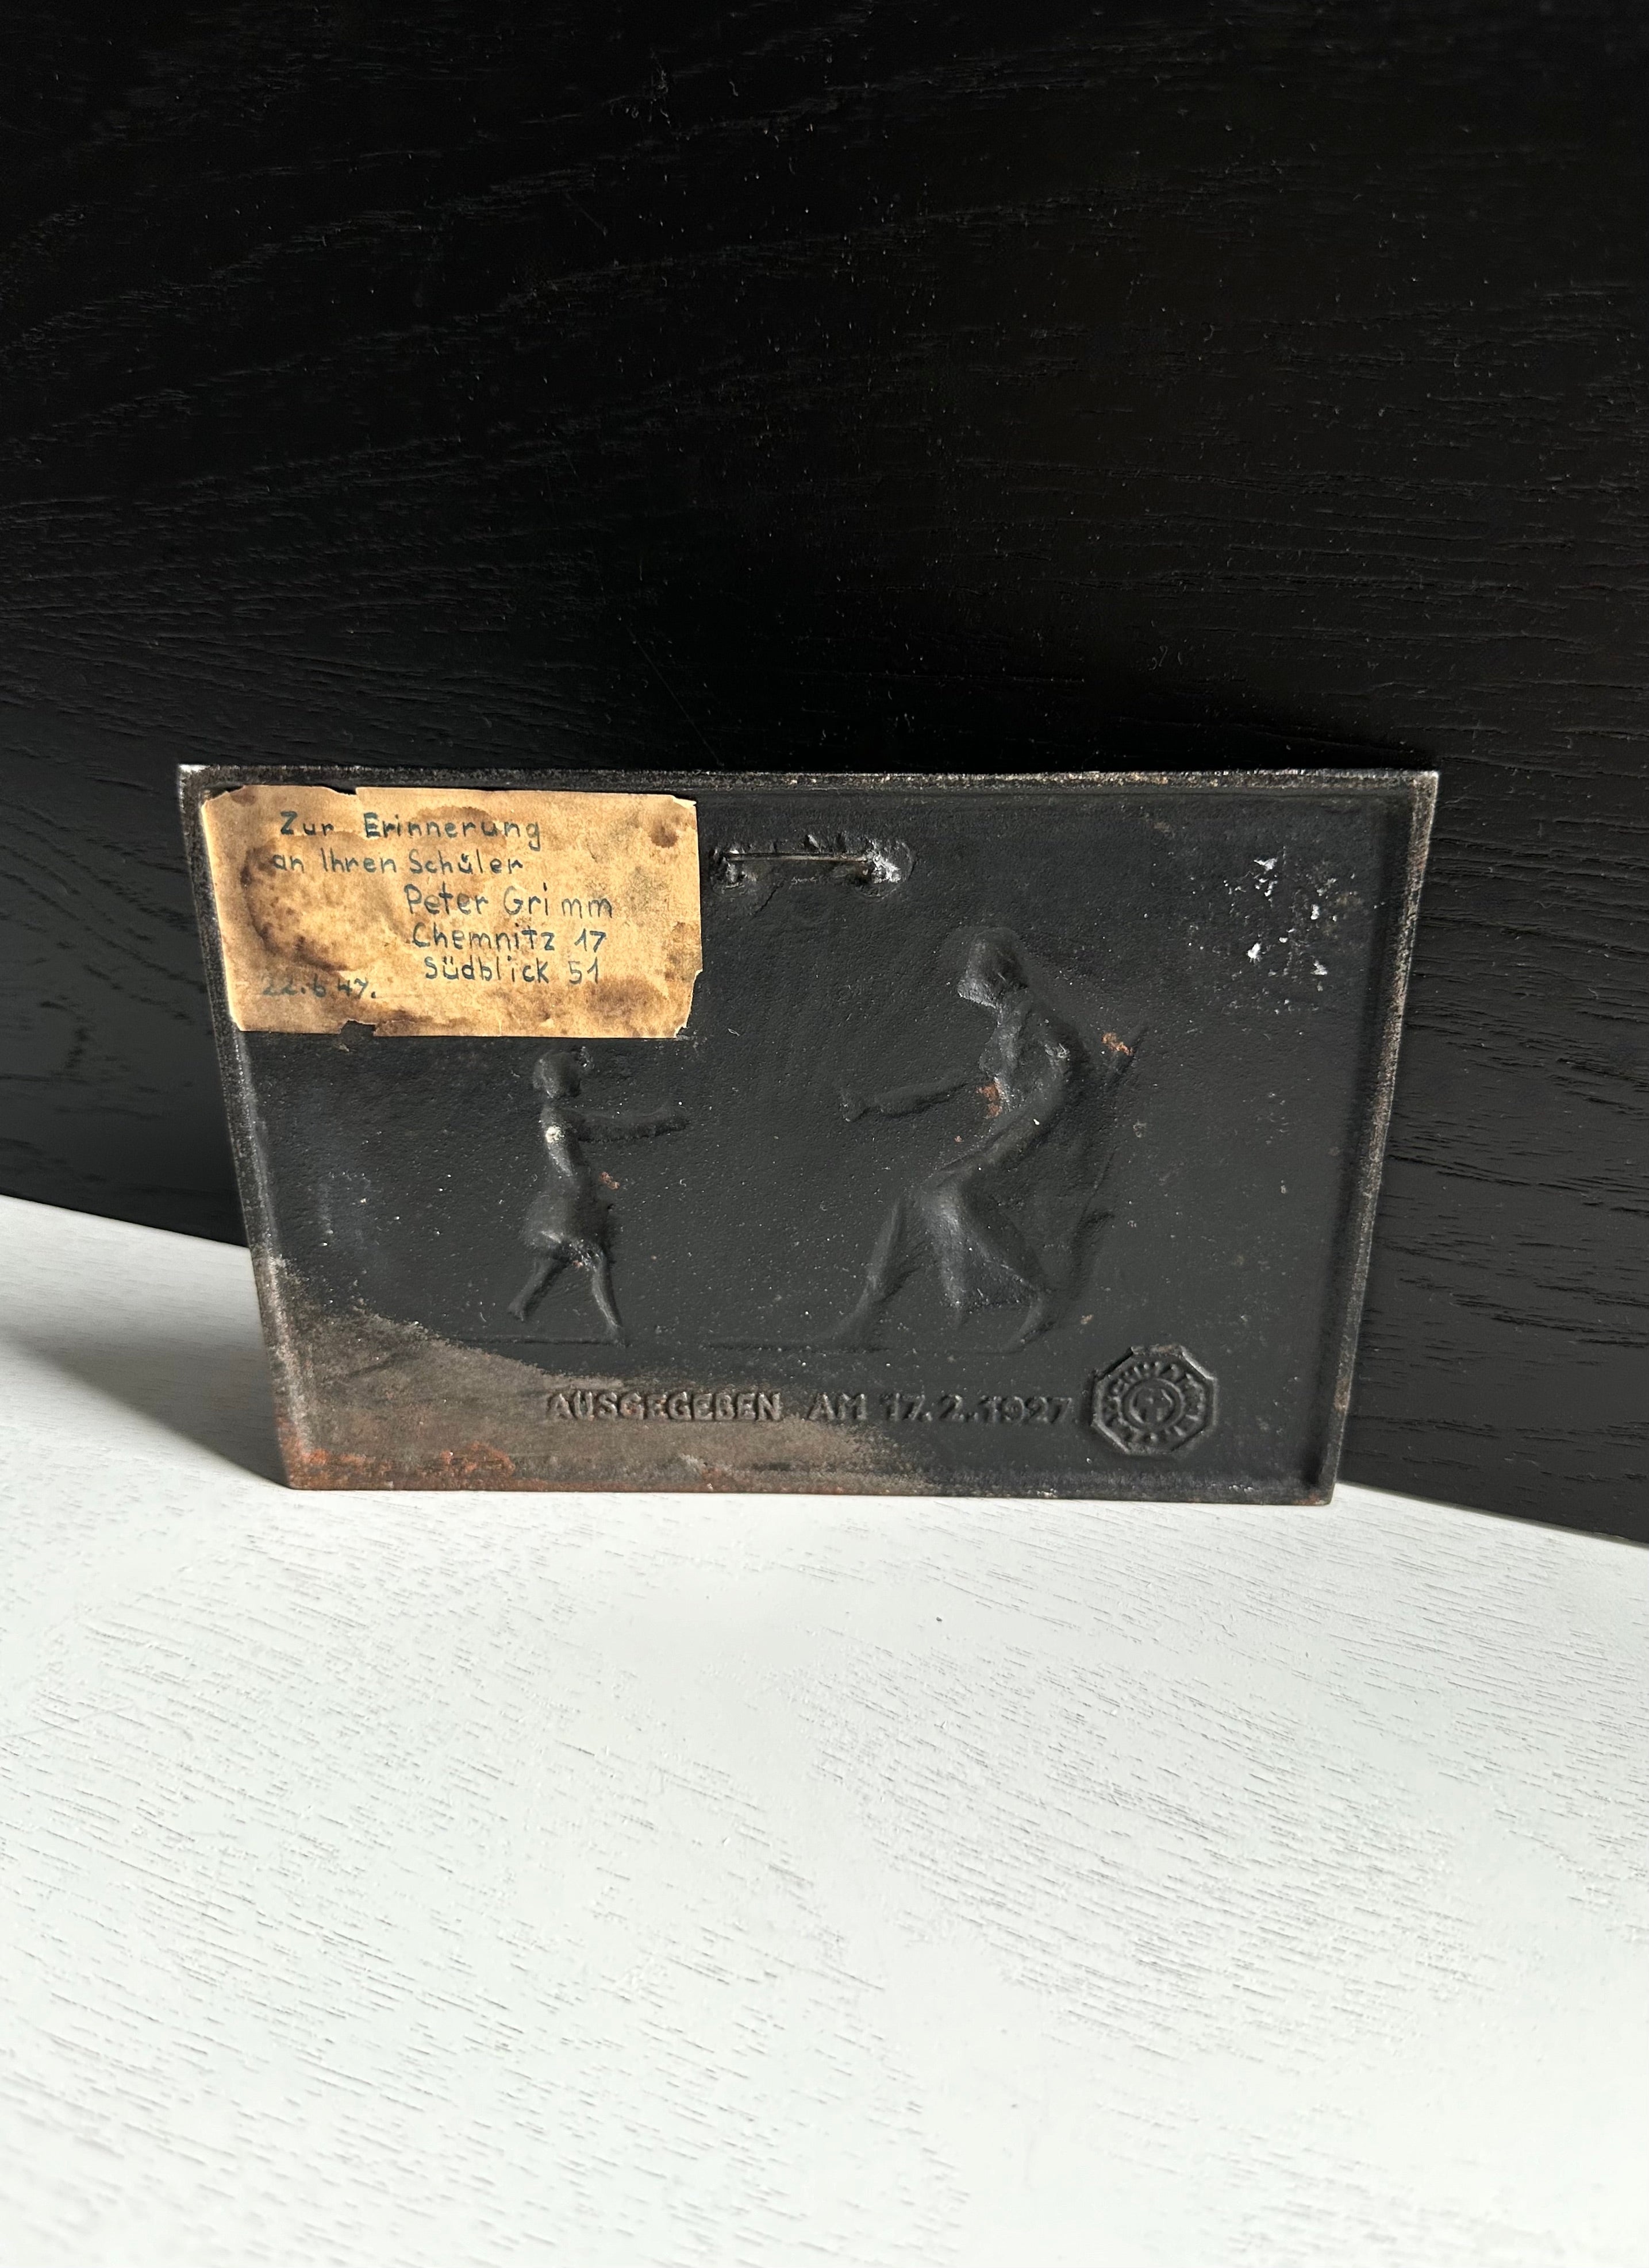 Zur Erinnerung
an Ihren Schüler
Peter Grimm
Chemnitz 17
Südblick 51
22.6.47.
AUSGEGEBEN AM 17.2.1927